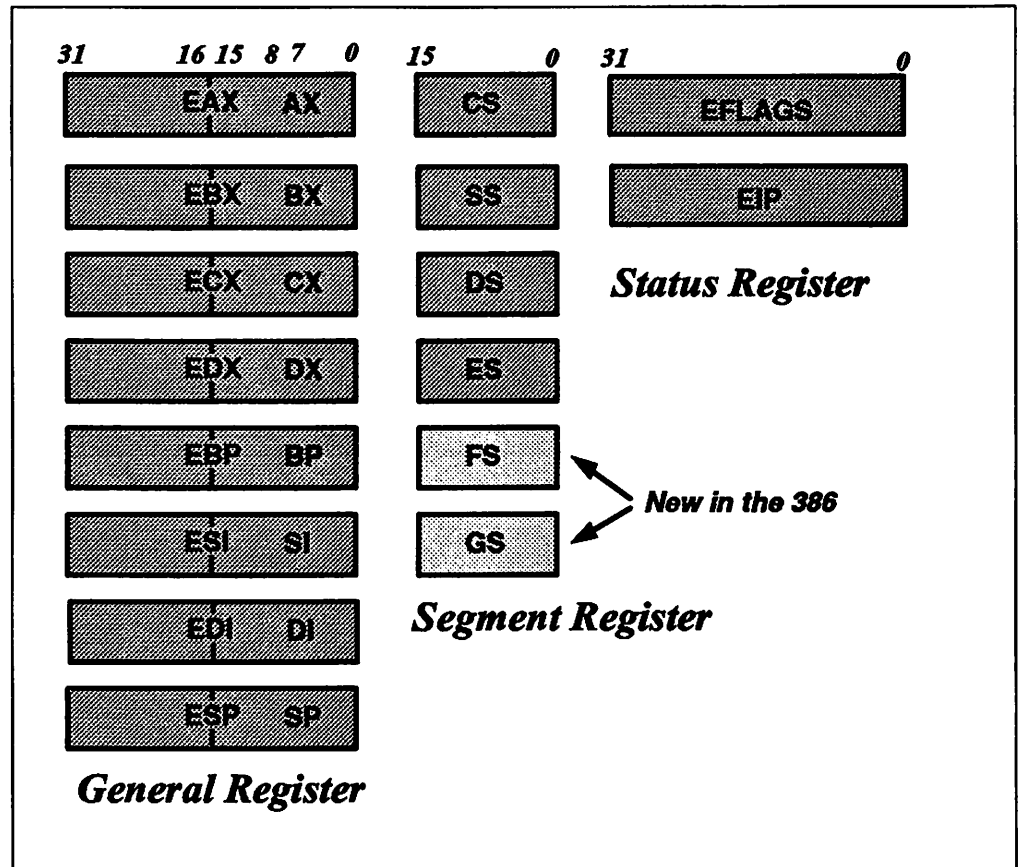 31 16 15 8 7 0 15 0 31 0
EAX AX CS EFLAGS
EBX BX SS EIP
ECX CX DS Status Register
EDX DX ES
EBP BP FS
New in the 386
ESI SI GS
EDI DI Segment Register
ESP SP
General Register